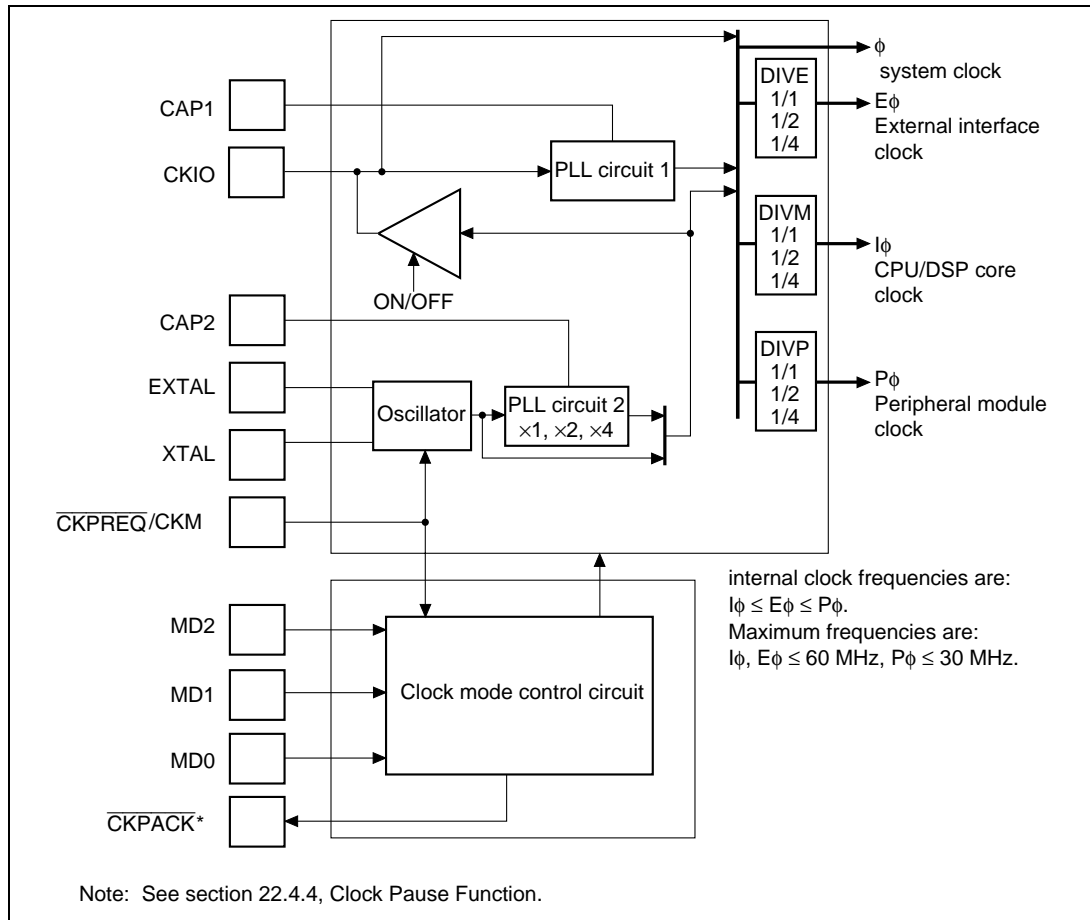 CAP1
CKIO
PLL circuit 1
ON/OFF
CAP2
EXTAL
XTAL
Oscillator
PLL circuit 2
×1, ×2, ×4
CKPREQ/CKM
DIVE
1/1
1/2
1/4
DIVM
1/1
1/2
1/4
DIVP
1/1
1/2
1/4
ϕ
system clock
Eϕ
External interface
clock
Iϕ
CPU/DSP core
clock
Pϕ
Peripheral module
clock
internal clock frequencies are:
Iϕ ≤ Eϕ ≤ Pϕ.
Maximum frequencies are:
Iϕ, Eϕ ≤ 60 MHz, Pϕ ≤ 30 MHz.
MD2
MD1
MD0
Clock mode control circuit
CKPACK*
Note: See section 22.4.4, Clock Pause Function.